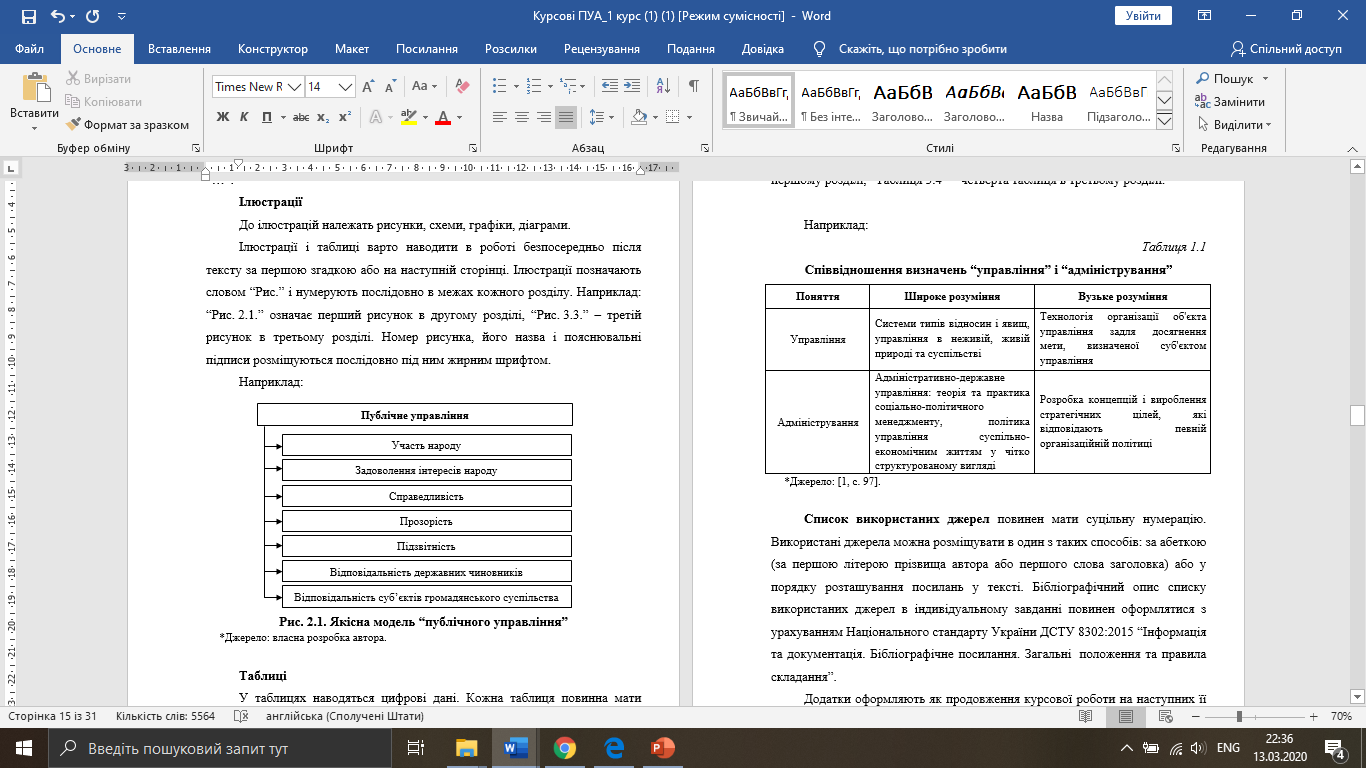 Курсові ПУА_1 курс (1) (1) [Режим сумісності] - Word
Увійти
Файл Основне Вставлення Конструктор Макет Посилання Розсилки Рецензування Подання Довідка Скажіть, що потрібно зробити Спільний доступ
Вставити
Вирізати
Копіювати
Формат за зразком
Буфер обміну
Times New R 14
Ж К П abc x₂ x²
Шрифт
Абзац
АаБбВвГг,
¶ Звичай...
АаБбВвГг,
¶ Без інте...
АаБбВ
Заголово...
АаБбВв
Заголово...
АаБбВ
Назва
АаБбВвГ
Підзаголо...
Стилі
Пошук
Замінити
Виділити
Редагування
Ілюстрації
До ілюстрацій належать рисунки, схеми, графіки, діаграми.
Ілюстрації і таблиці варто наводити в роботі безпосередньо після
тексту за першою згадкою або на наступній сторінці. Ілюстрації позначають
словом “Рис.” і нумерують послідовно в межах кожного розділу. Наприклад:
“Рис. 2.1.” означає перший рисунок в другому розділі, “Рис. 3.3.” – третій
рисунок в третьому розділі. Номер рисунка, його назва і пояснювальні
підписи розміщуються послідовно під ним жирним шрифтом.
Наприклад:
Публічне управління
Участь народу
Задоволення інтересів народу
Справедливість
Прозорість
Підзвітність
Відповідальність державних чиновників
Відповідальність суб’єктів громадянського суспільства
Рис. 2.1. Якісна модель “публічного управління”
*Джерело: власна розробка автора.
Таблиці
У таблицях наводяться цифрові дані. Кожна таблиця повинна мати
першому розділі, “Таблиця 3.4” – четверта таблиця в третьому розділі.
Наприклад:
Таблиця 1.1
Співвідношення визначень “управління” і “адміністрування”
Поняття Широке розуміння Вузьке розуміння
Управління
Системи типів відносин і явищ,
управління в неживій, живій
природі та суспільстві
Технологія організації об'єкта
управління задля досягнення
мети, визначеної суб'єктом
управління
Адміністрування
Адміністративно-державне
управління: теорія та практика
соціально-політичного
менеджменту, політика
управління суспільно-
економічним життям у чітко
структурованому вигляді
Розробка концепцій і вироблення
стратегічних цілей, які
відповідають певній
організаційній політиці
*Джерело: [1, с. 97].
Список використаних джерел повинен мати суцільну нумерацію.
Використані джерела можна розміщувати в один з таких способів: за абеткою
(за першою літерою прізвища автора або першого слова заголовка) або у
порядку розташування посилань у тексті. Бібліографічний опис списку
використаних джерел в індивідуальному завданні повинен оформлятися з
урахуванням Національного стандарту України ДСТУ 8302:2015 “Інформація
та документація. Бібліографічне посилання. Загальні положення та правила
складання”.
Додатки оформляють як продовження курсової роботи на наступних її
Сторінка 15 із 31 Кількість слів: 5564 англійська (Сполучені Штати) 70%
Введіть пошуковий запит тут
ENG
22:36
13.03.2020
4